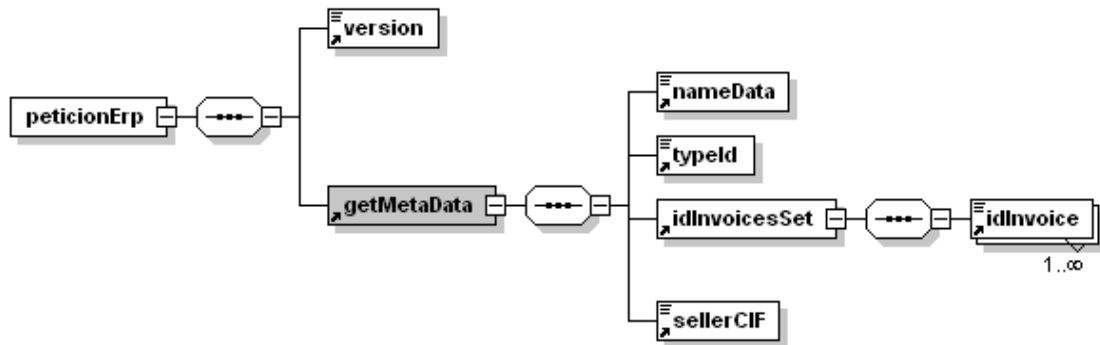 version
nameData
peticionErp
typeId
getMetaData
idInvoicesSet
idInvoice
1..∞
sellerCIF